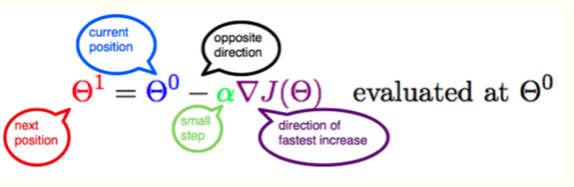 current
position
opposite
direction
Θ¹ = Θ⁰ − α∇J(Θ) evaluated at Θ⁰
next
position
small
step
direction of
fastest increase